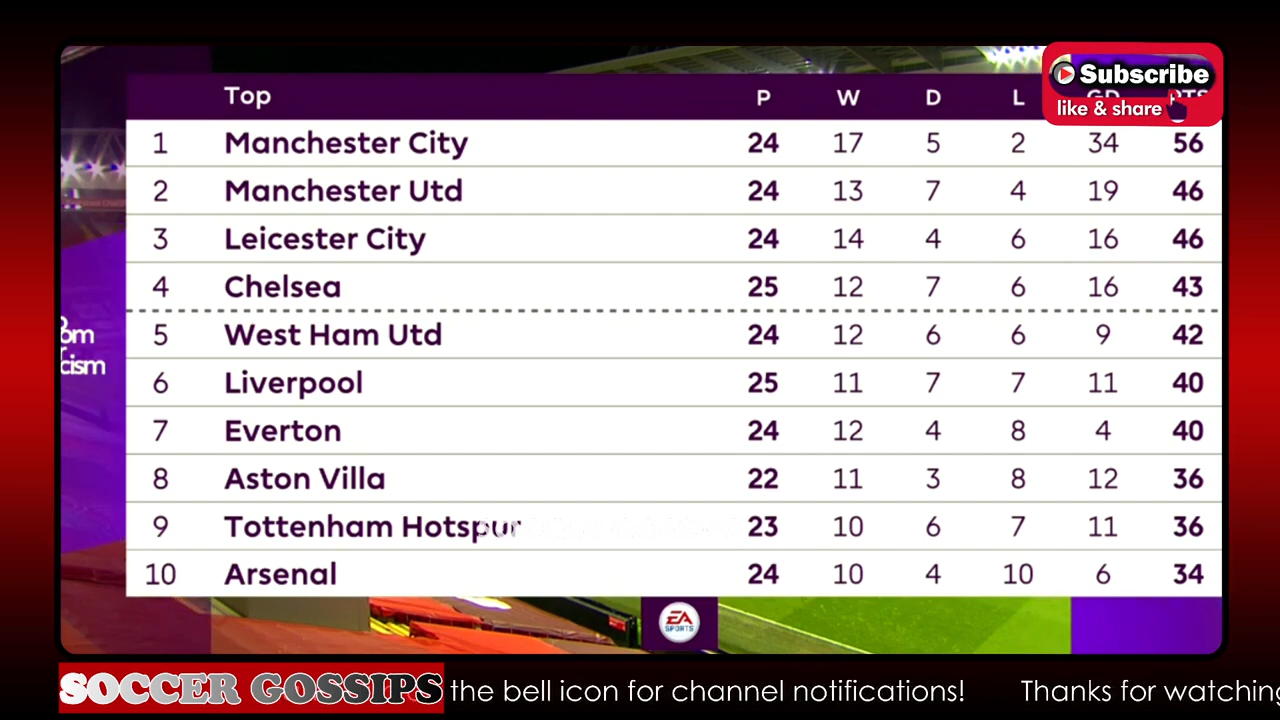 Subscribe
like & share
Top P W D L GD PTS
1 Manchester City 24 17 5 2 34 56
2 Manchester Utd 24 13 7 4 19 46
3 Leicester City 24 14 4 6 16 46
4 Chelsea 25 12 7 6 16 43
5 West Ham Utd 24 12 6 6 9 42
6 Liverpool 25 11 7 7 11 40
7 Everton 24 12 4 8 4 40
8 Aston Villa 22 11 3 8 12 36
9 Tottenham Hotspur 23 10 6 7 11 36
10 Arsenal 24 10 4 10 6 34
om
cism
EA
SPORTS
SOCCER GOSSIPS the bell icon for channel notifications! Thanks for watching